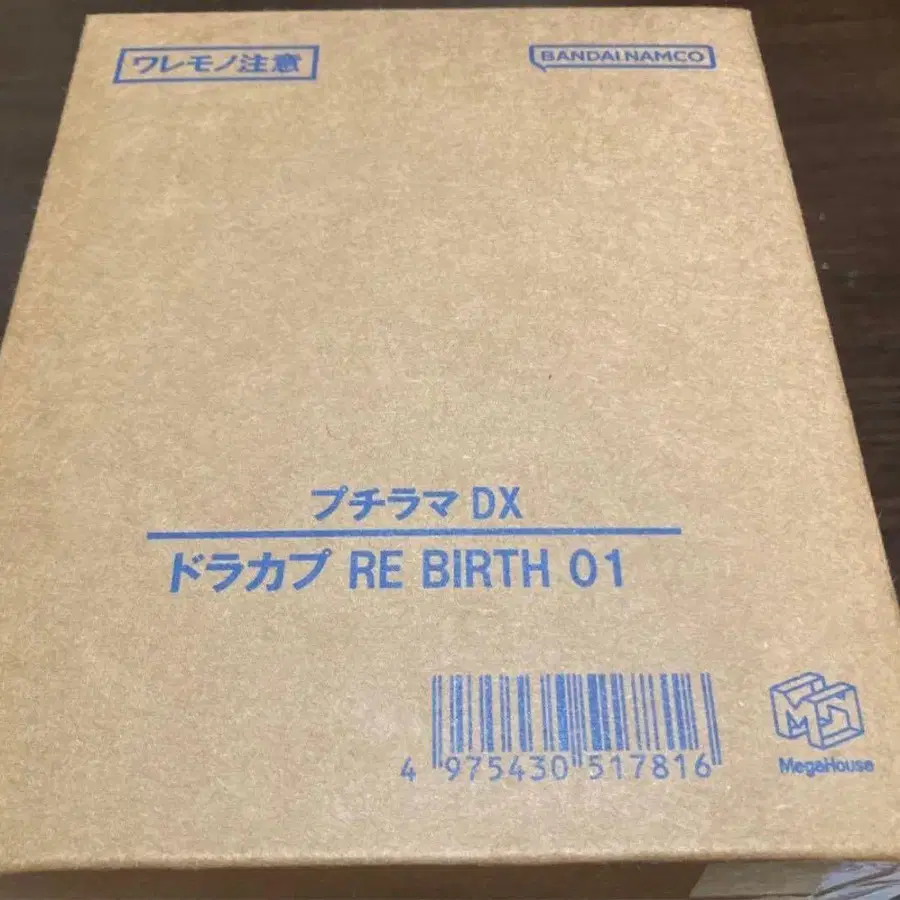 ワレモノ注意
BANDAI NAMCO
プチラマ DX
ドラカプ RE BIRTH 01
4 975430 517816
MegaHouse